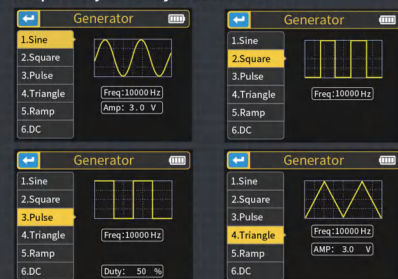 Generator
1.Sine
2.Square
3.Pulse
4.Triangle
5.Ramp
6.DC
Freq:10000 Hz
Amp: 3.0 V
Generator
1.Sine
2.Square
3.Pulse
4.Triangle
5.Ramp
6.DC
Freq:10000 Hz
Generator
1.Sine
2.Square
3.Pulse
4.Triangle
5.Ramp
6.DC
Freq:10000 Hz
Duty: 50 %
Generator
1.Sine
2.Square
3.Pulse
4.Triangle
5.Ramp
6.DC
Freq:10000 Hz
AMP: 3.0 V